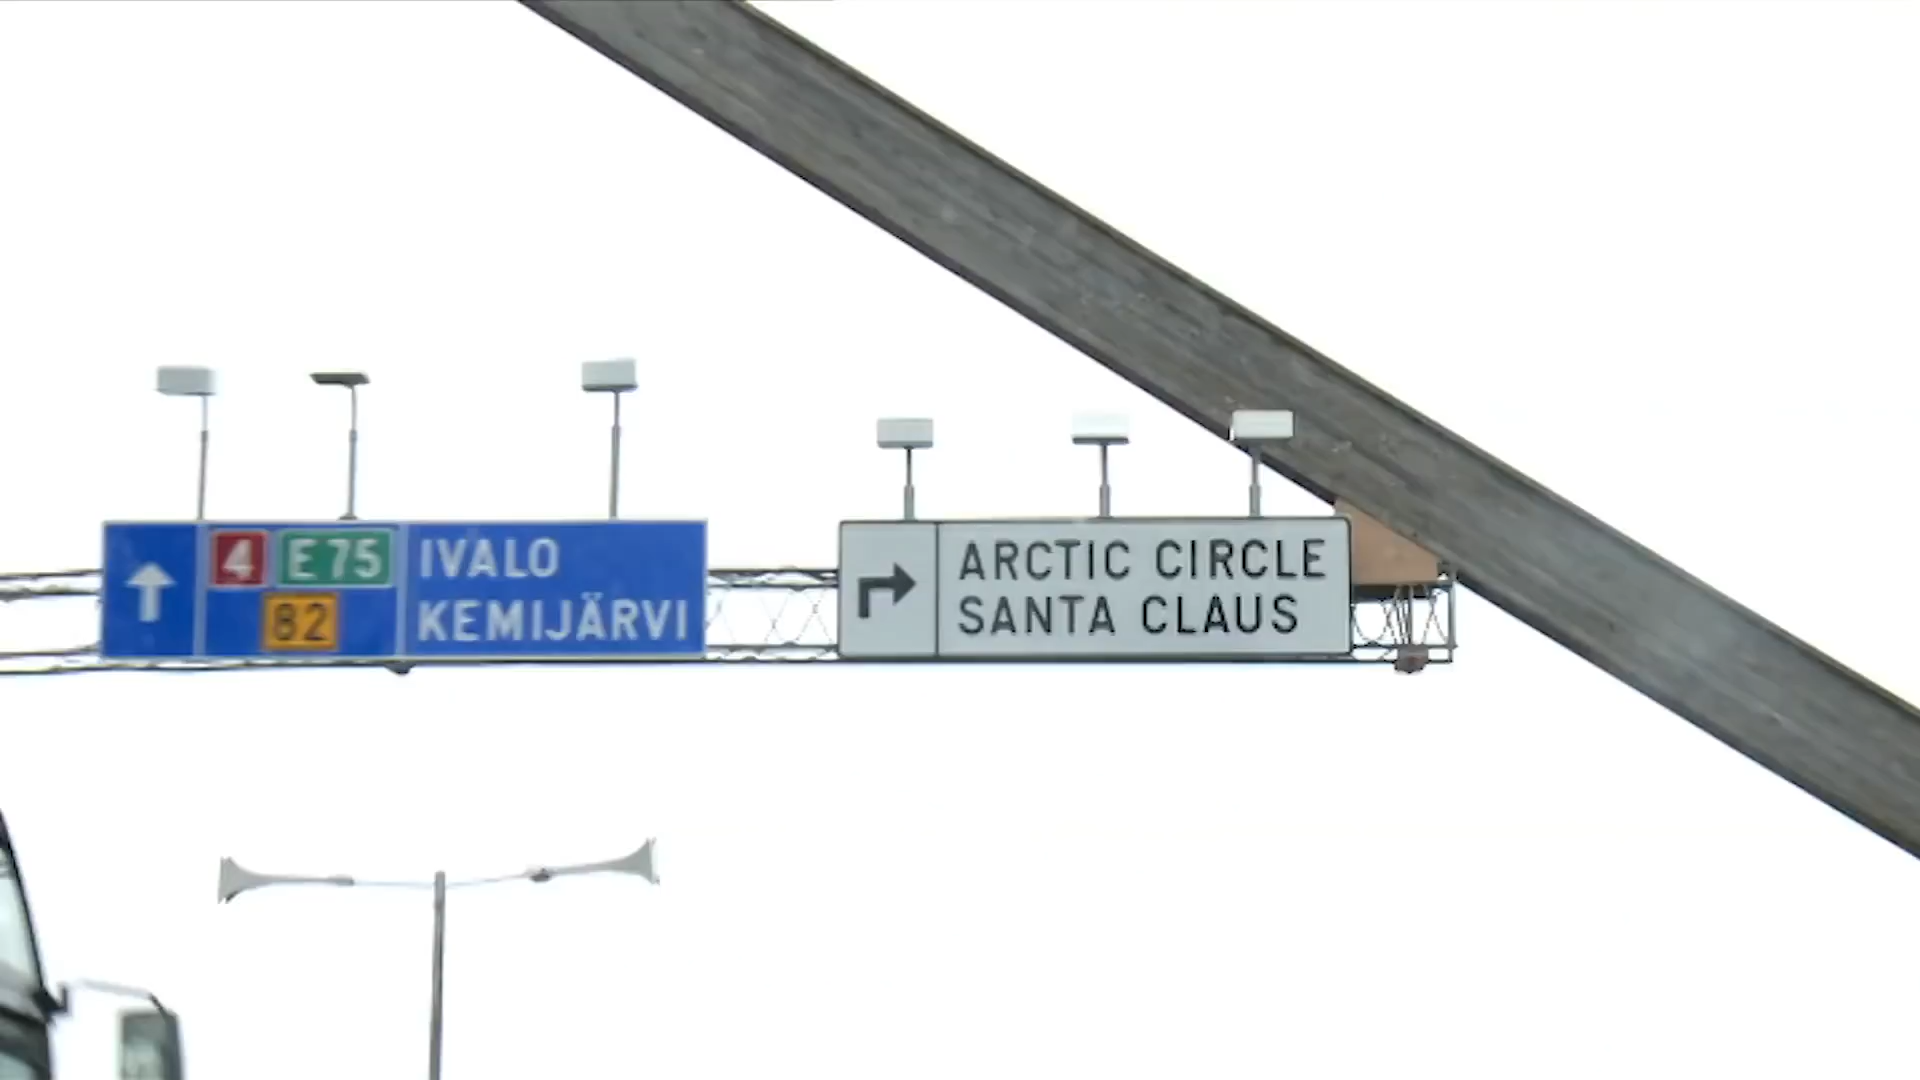 4 E 75
82
IVALO
KEMIJÄRVI
ARCTIC CIRCLE
SANTA CLAUS